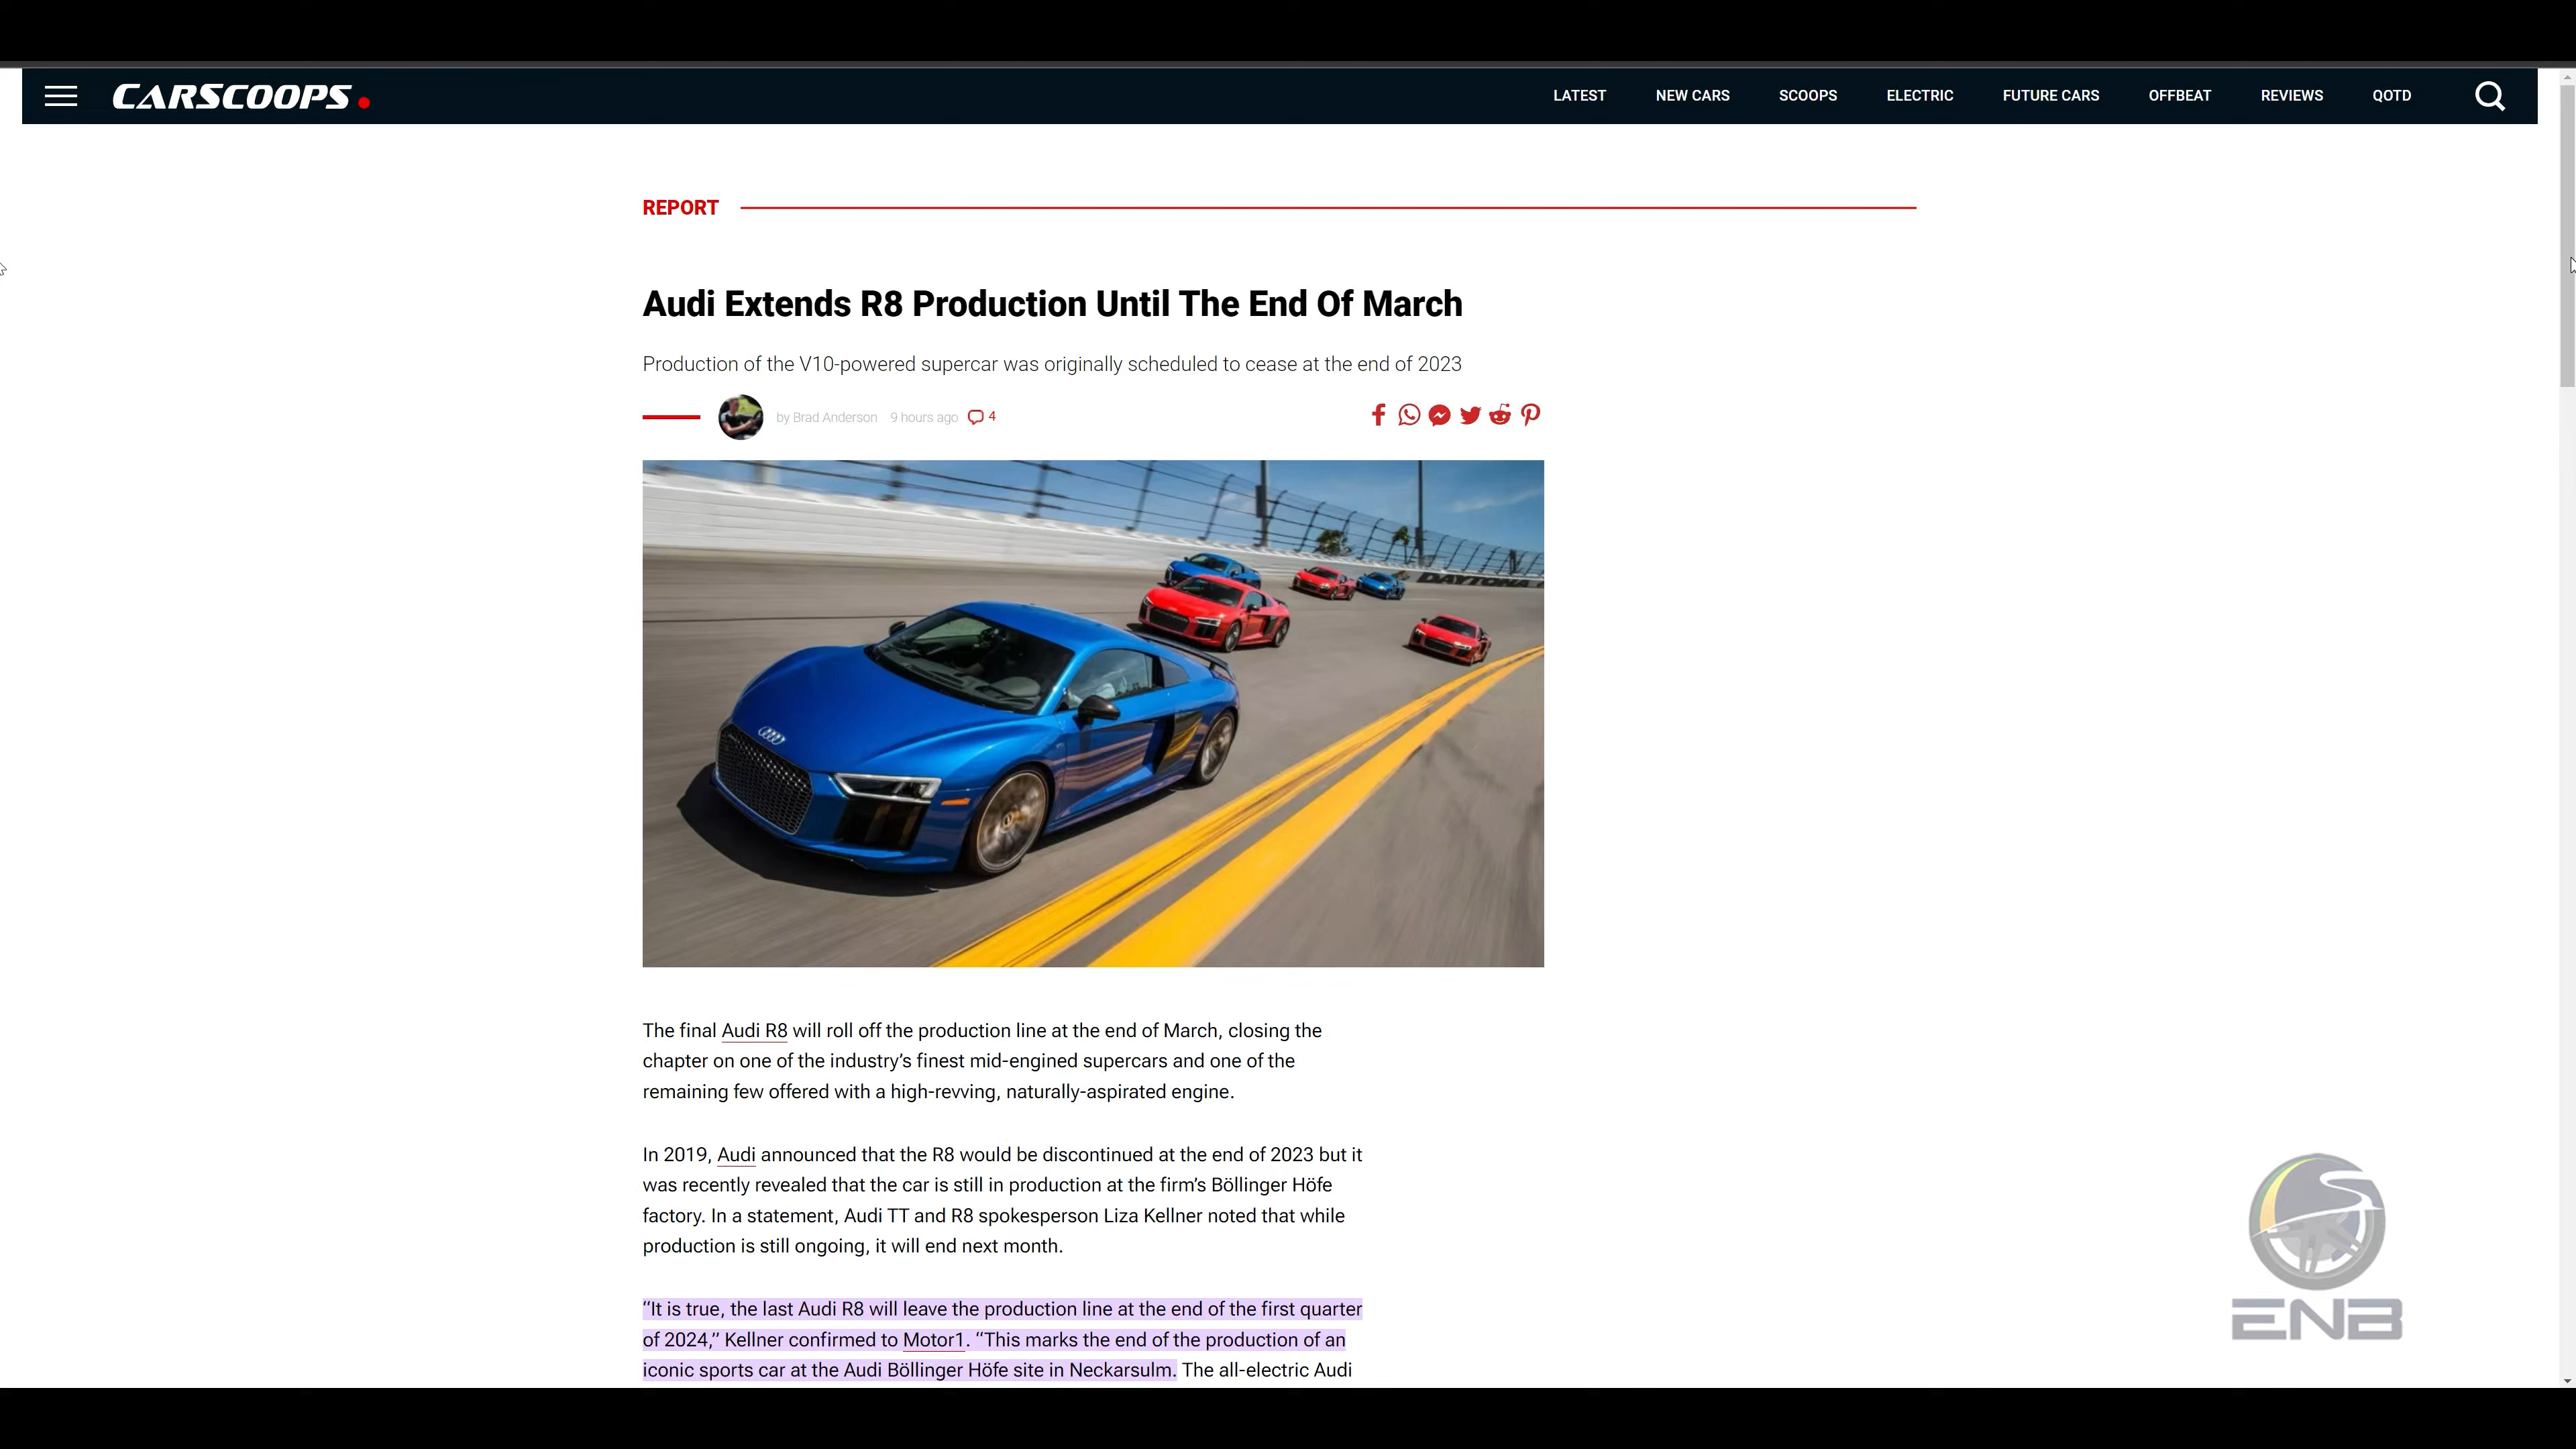 CARSCOOPS.
LATEST NEW CARS SCOOPS ELECTRIC FUTURE CARS OFFBEAT REVIEWS QOTD
REPORT
Audi Extends R8 Production Until The End Of March
Production of the V10-powered supercar was originally scheduled to cease at the end of 2023
by Brad Anderson 9 hours ago 4
DAYTONA
The final Audi R8 will roll off the production line at the end of March, closing the
chapter on one of the industry’s finest mid-engined supercars and one of the
remaining few offered with a high-revving, naturally-aspirated engine.
In 2019, Audi announced that the R8 would be discontinued at the end of 2023 but it
was recently revealed that the car is still in production at the firm’s Böllinger Höfe
factory. In a statement, Audi TT and R8 spokesperson Liza Kellner noted that while
production is still ongoing, it will end next month.
“It is true, the last Audi R8 will leave the production line at the end of the first quarter
of 2024,” Kellner confirmed to Motor1. “This marks the end of the production of an
iconic sports car at the Audi Böllinger Höfe site in Neckarsulm. The all-electric Audi
ENB